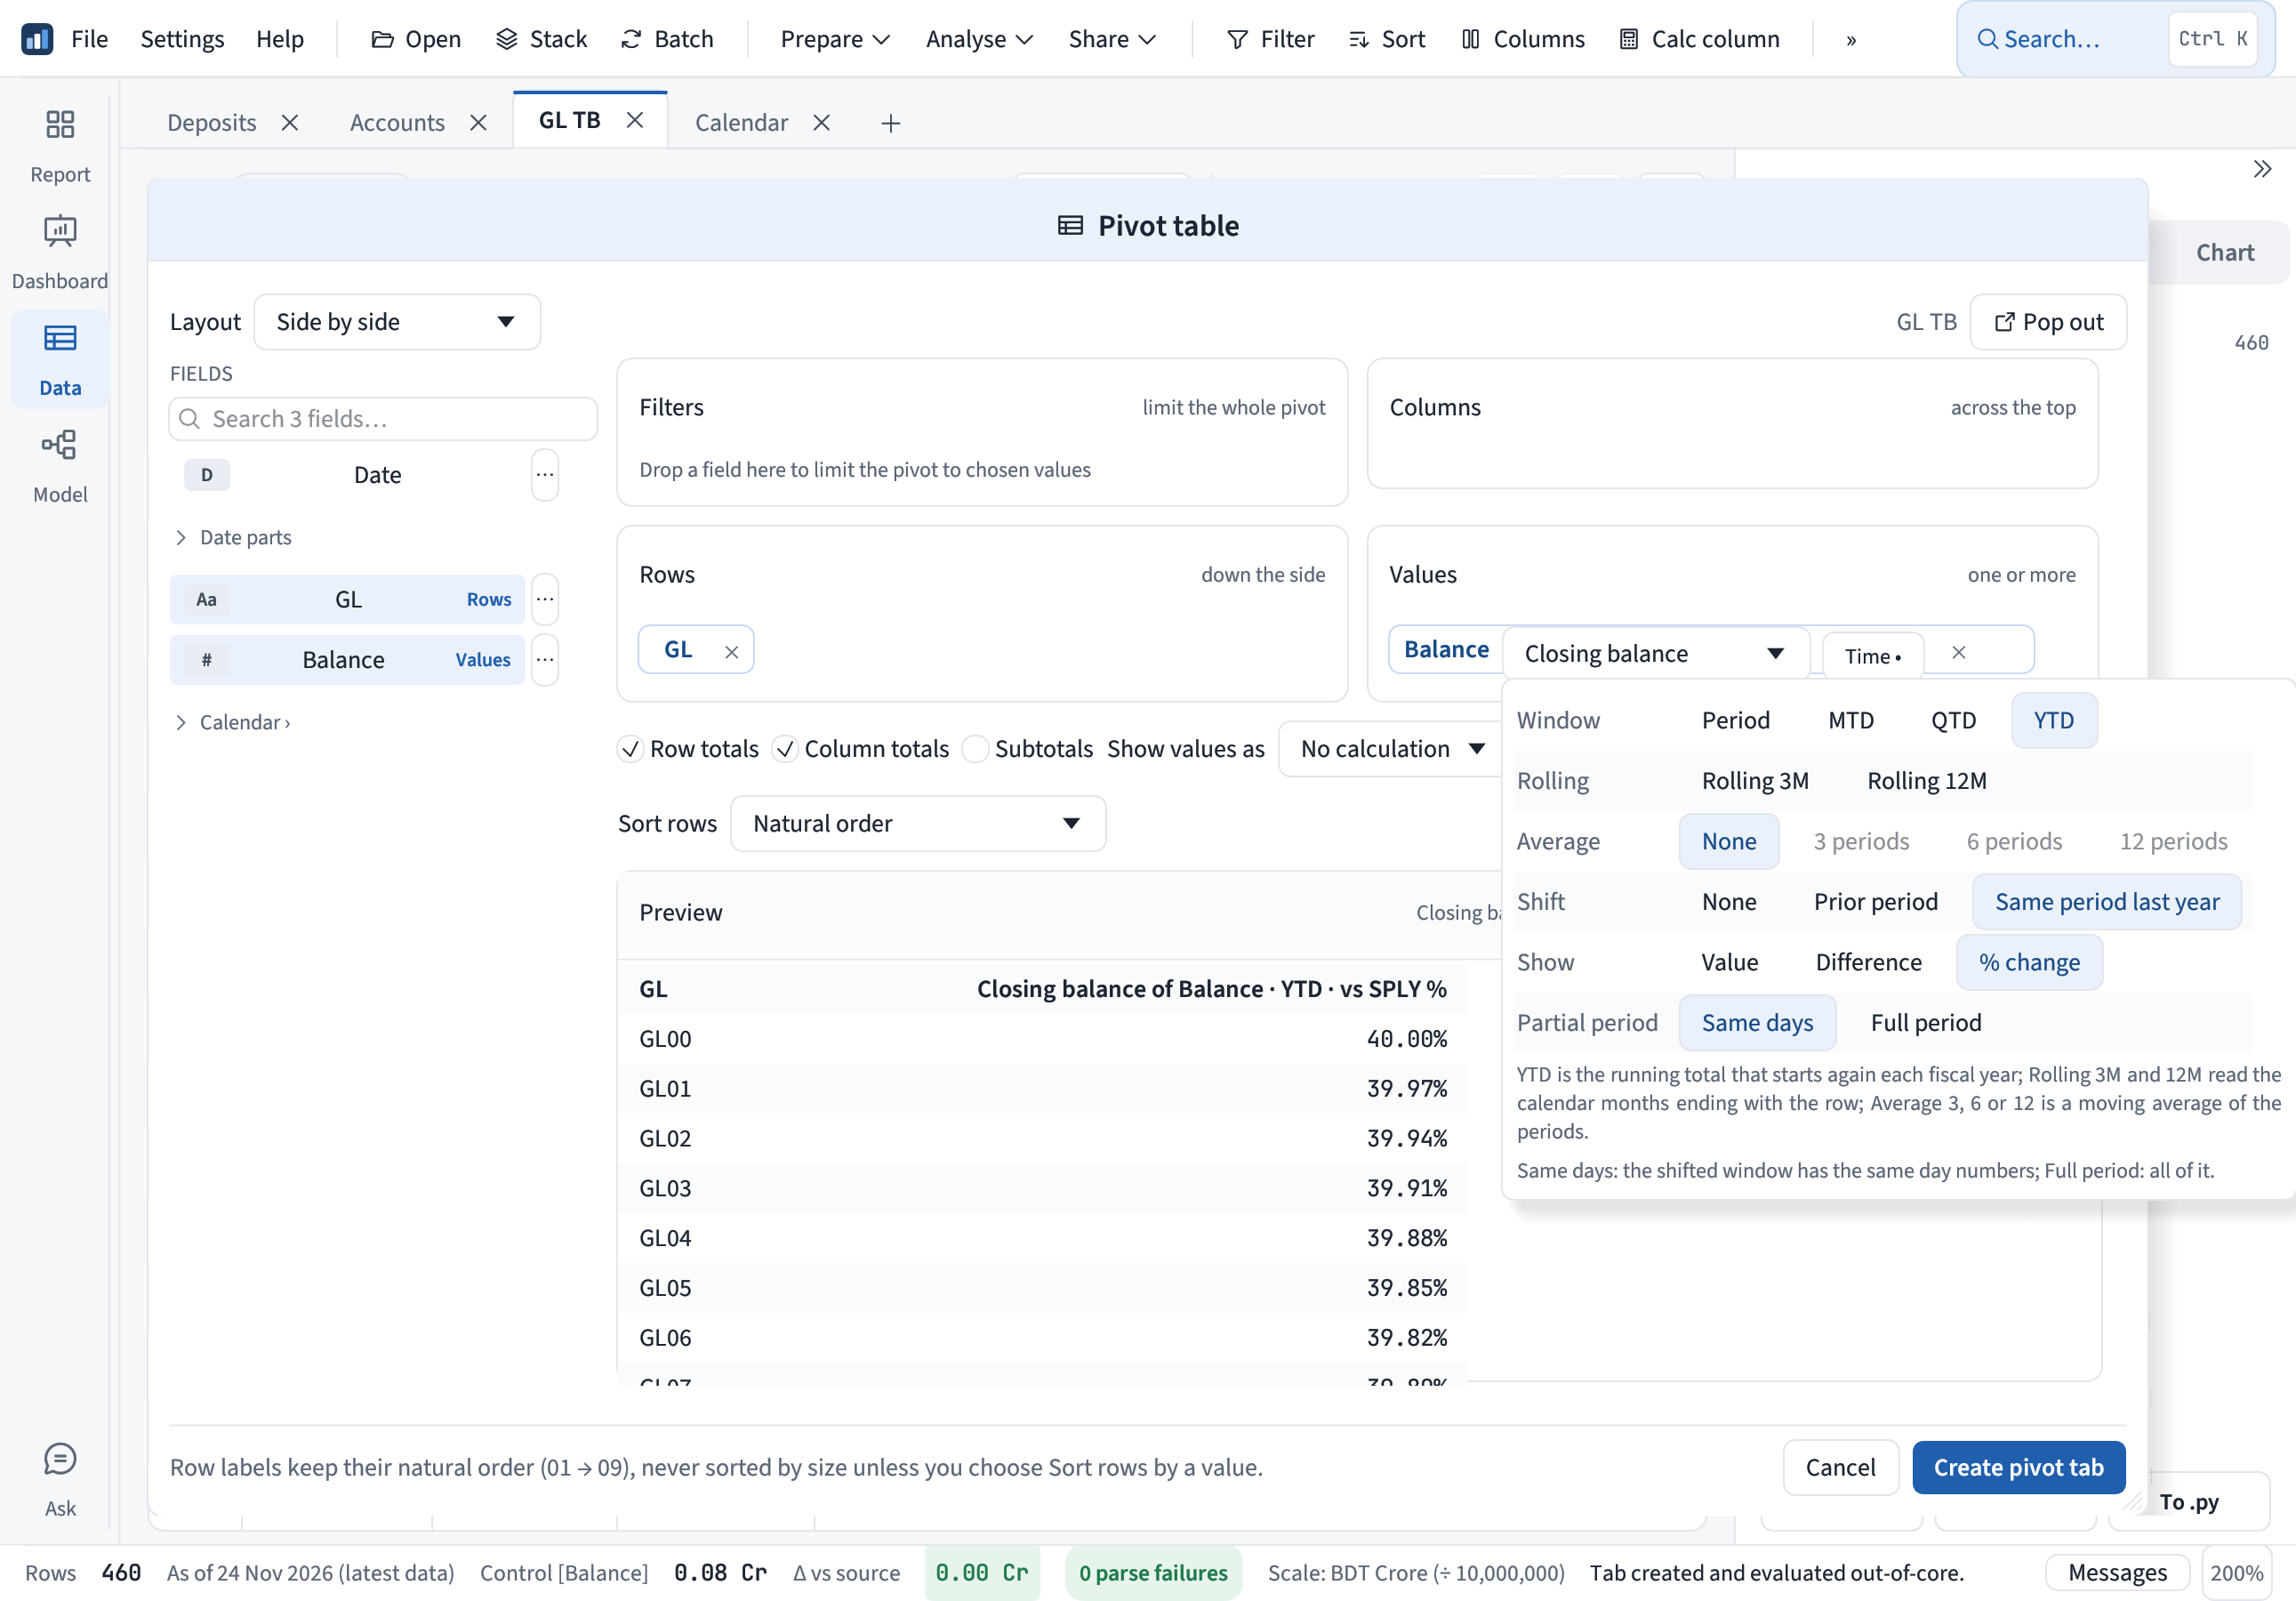 File Settings Help Open Stack Batch Prepare Analyse Share Filter Sort Columns Calc column » Search… Ctrl K
Deposits Accounts GL TB Calendar
Report
Dashboard
Data
Model
Ask
Pivot table
Chart
460
Layout Side by side GL TB Pop out
FIELDS
Search 3 fields…
D Date ...
Date parts
Aa GL Rows ...
# Balance Values ...
Calendar ›
Filters limit the whole pivot
Drop a field here to limit the pivot to chosen values
Columns across the top
Rows down the side
GL
Values one or more
Balance Closing balance Time •
Row totals Column totals Subtotals Show values as No calculation
Sort rows Natural order
Window Period MTD QTD YTD
Rolling Rolling 3M Rolling 12M
Average None 3 periods 6 periods 12 periods
Shift None Prior period Same period last year
Show Value Difference % change
Partial period Same days Full period
YTD is the running total that starts again each fiscal year; Rolling 3M and 12M read the
calendar months ending with the row; Average 3, 6 or 12 is a moving average of the
periods.
Same days: the shifted window has the same day numbers; Full period: all of it.
Preview Closing
GL Closing balance of Balance · YTD · vs SPLY %
GL00 40.00%
GL01 39.97%
GL02 39.94%
GL03 39.91%
GL04 39.88%
GL05 39.85%
GL06 39.82%
Row labels keep their natural order (01 → 09), never sorted by size unless you choose Sort rows by a value.
Cancel Create pivot tab
To .py
Rows 460 As of 24 Nov 2026 (latest data) Control [Balance] 0.08 Cr Δ vs source 0.00 Cr 0 parse failures Scale: BDT Crore (÷ 10,000,000) Tab created and evaluated out-of-core. Messages 200%